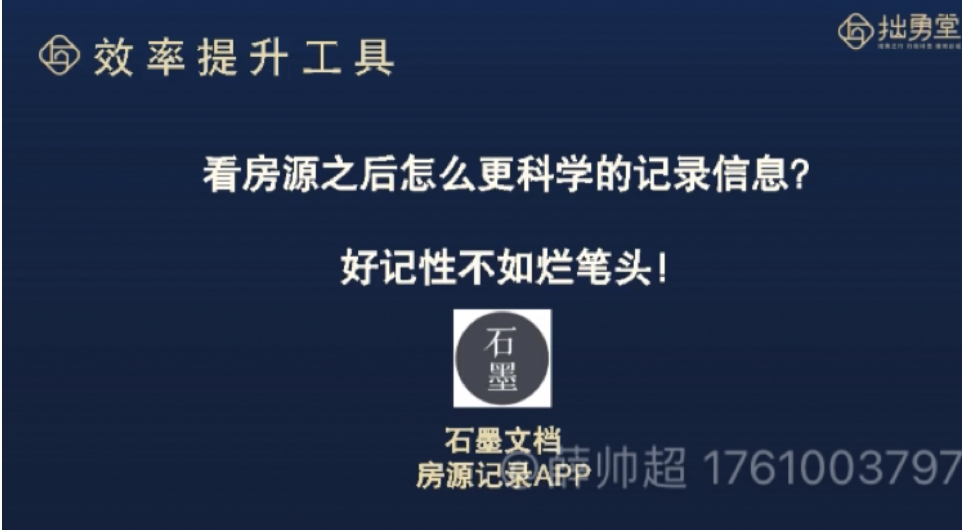 效率提升工具
拙勇堂
看房源之后怎么更科学的记录信息?
好记性不如烂笔头!
石墨
石墨文档
房源记录APP
薛帅超 1761003797